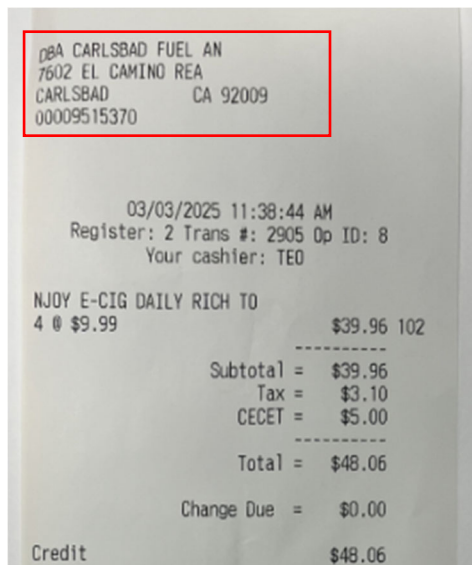 DBA CARLSBAD FUEL AN
7602 EL CAMINO REA
CARLSBAD CA 92009
00009515370
03/03/2025 11:38:44 AM
Register: 2 Trans #: 2905 Op ID: 8
Your cashier: TEO
NJOY E-CIG DAILY RICH TO
4 @ $9.99 $39.96 102
----------
Subtotal = $39.96
Tax = $3.10
CECET = $5.00
----------
Total = $48.06
Change Due = $0.00
Credit $48.06